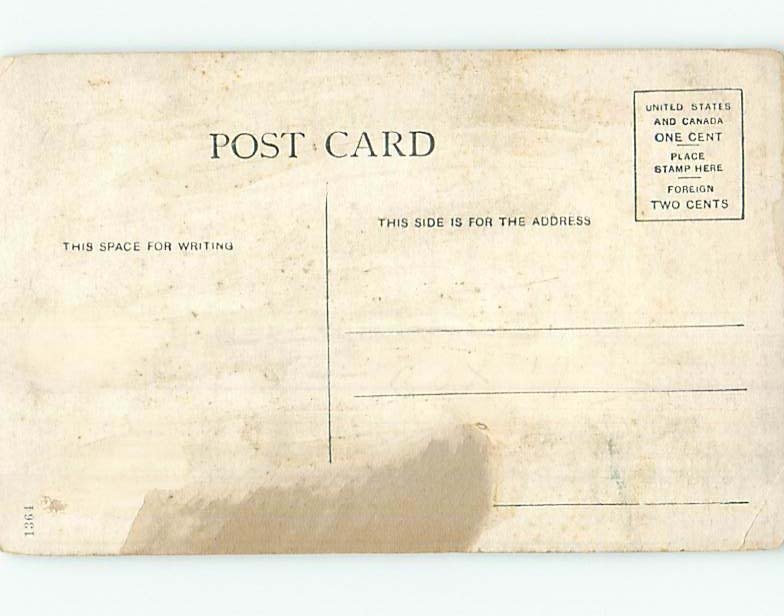 POST CARD
UNITED STATES
AND CANADA
ONE CENT
PLACE
STAMP HERE
FOREIGN
TWO CENTS
THIS SPACE FOR WRITING
THIS SIDE IS FOR THE ADDRESS
1364